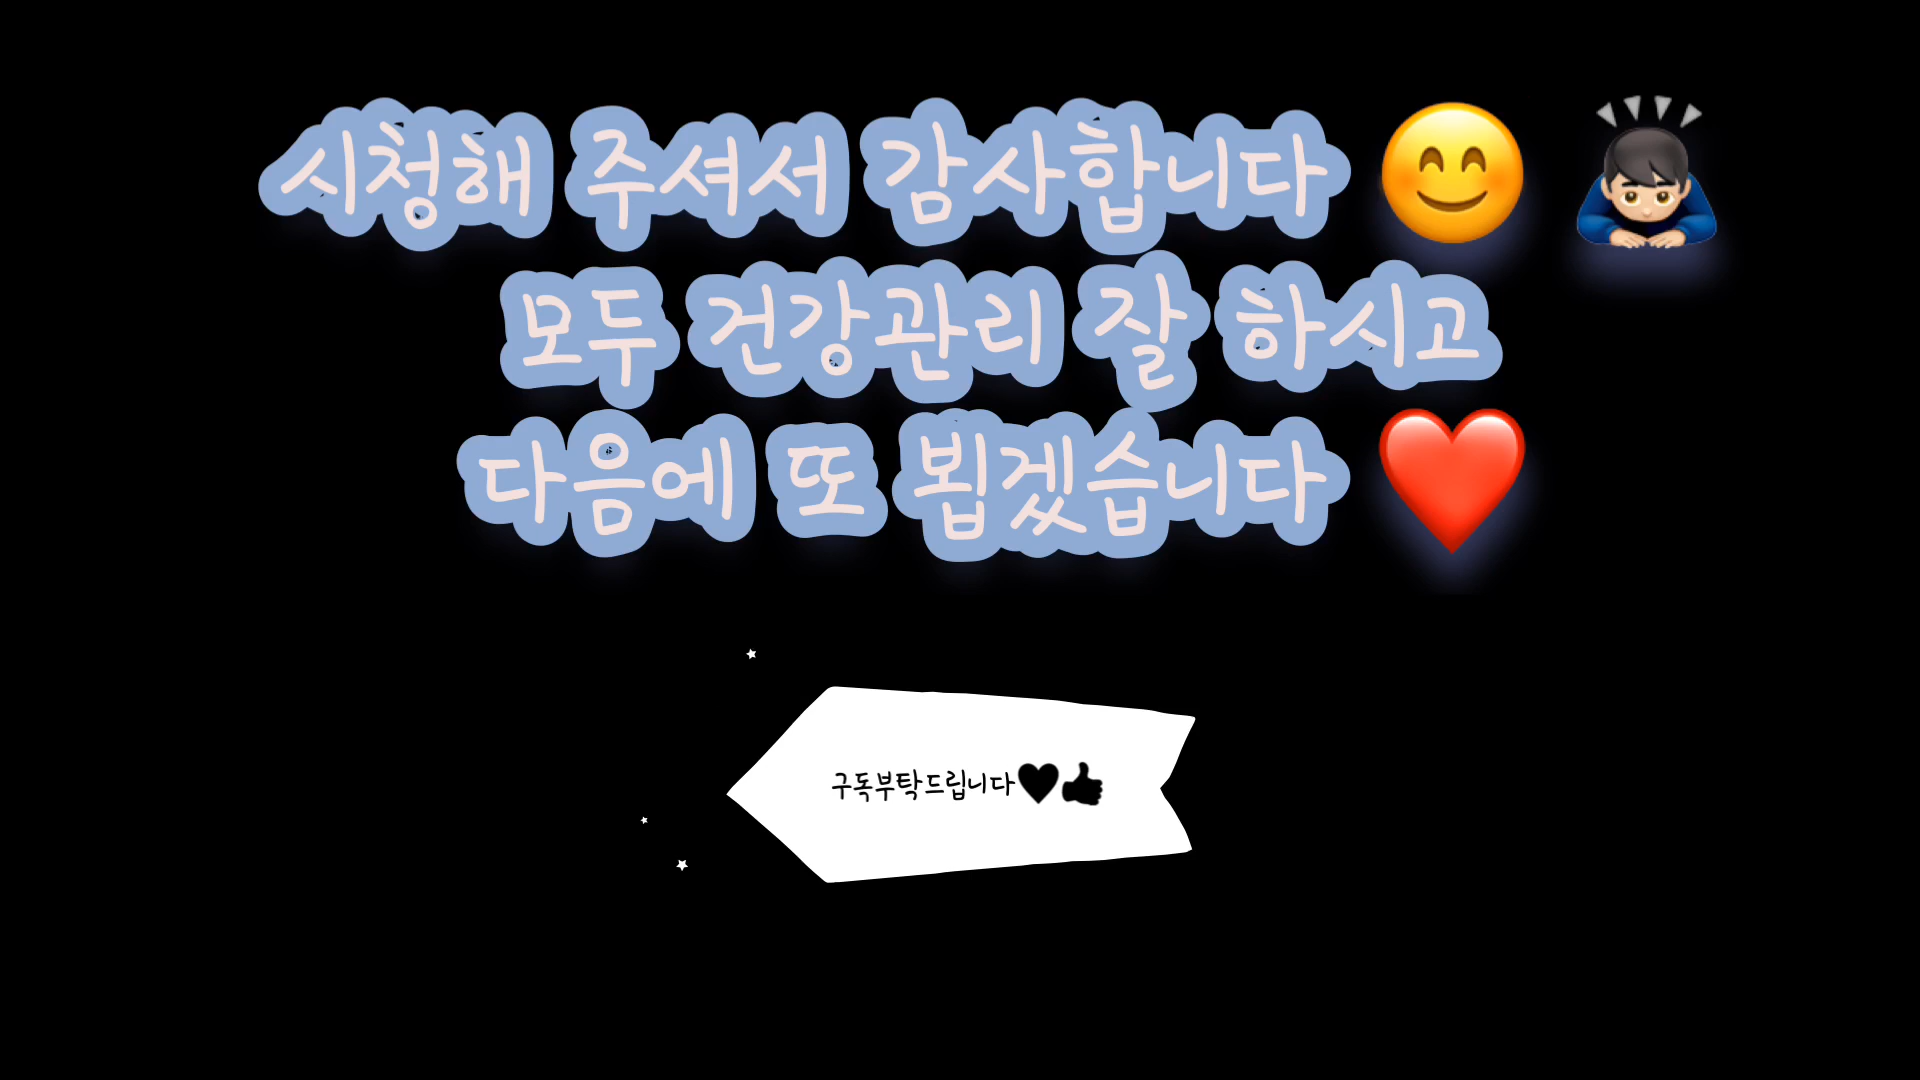 시청해 주셔서 감사합니다 😊 🙇🏻‍♂️
모두 건강관리 잘 하시고
다음에 또 뵙겠습니다 ❤️
구독부탁드립니다♥👍